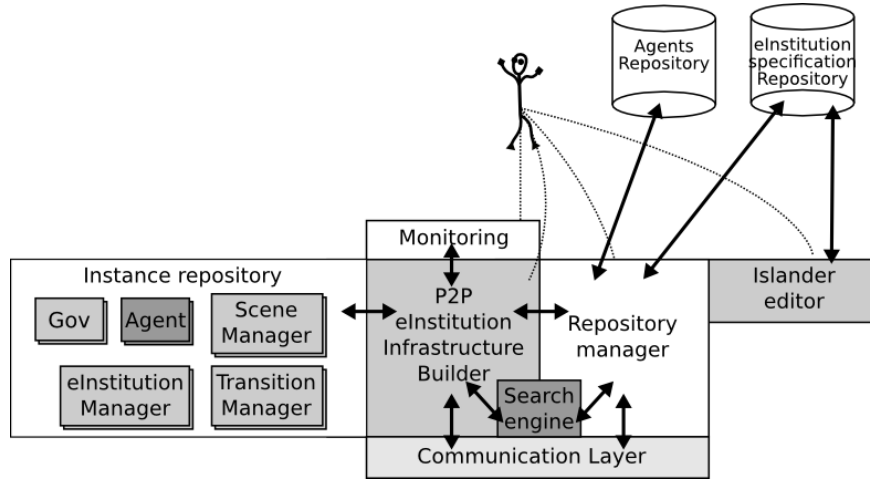 Agents
Repository
eInstitution
specification
Repository
Monitoring
Instance repository
Gov
Agent
Scene
Manager
eInstitution
Manager
Transition
Manager
P2P
eInstitution
Infrastructure
Builder
Search
engine
Repository
manager
Islander
editor
Communication Layer